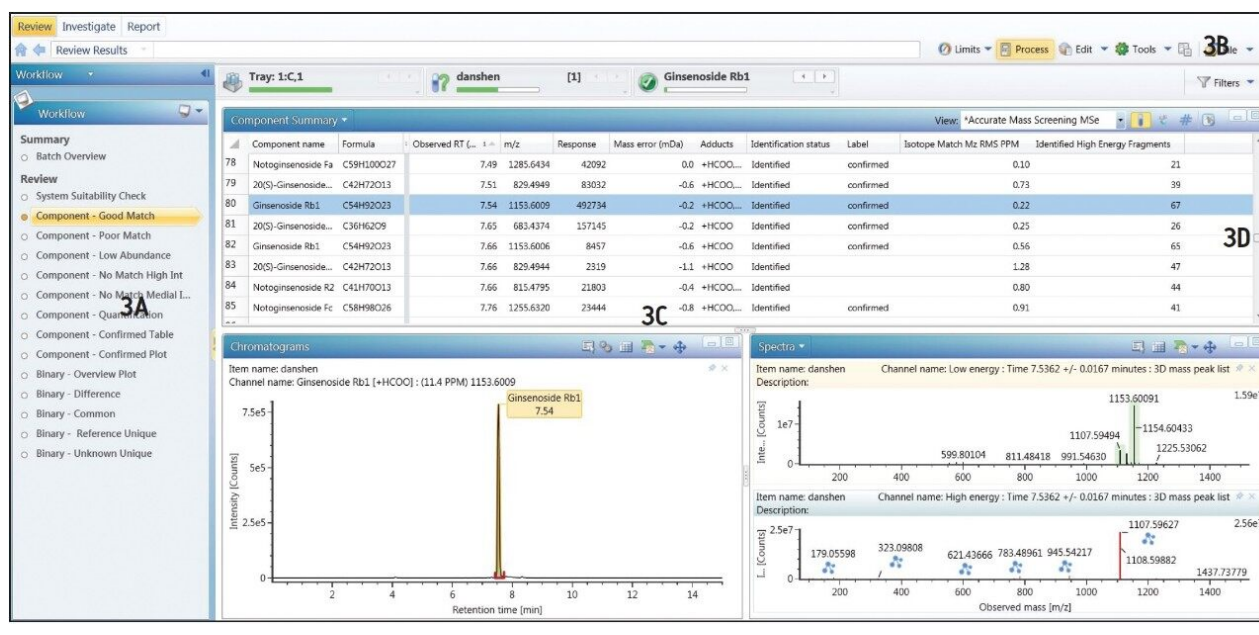 Review Investigate Report
Review Results
Limits Process Edit Tools 3B
Workflow
Tray: 1:C,1 danshen [1] Ginsenoside Rb1
Filters
Workflow
Summary
Batch Overview
Review
System Suitability Check
Component - Good Match
Component - Poor Match
Component - Low Abundance
Component - No Match High Int
Component - No Match Medial I...
3A
Component - Quantification
Component - Confirmed Table
Component - Confirmed Plot
Binary - Overview Plot
Binary - Difference
Binary - Common
Binary - Reference Unique
Binary - Unknown Unique
Component Summary View: *Accurate Mass Screening MSe
Component name Formula Observed RT (... 1 m/z Response Mass error (mDa) Adducts Identification status Label Isotope Match Mz RMS PPM Identified High Energy Fragments
78 Notoginsenoside Fa C59H100O27 7.49 1285.6434 42092 0.0 +HCOO,... Identified confirmed 0.10 21
79 20(S)-Ginsenoside... C42H72O13 7.51 829.4949 83032 -0.6 +HCOO,... Identified confirmed 0.73 39
80 Ginsenoside Rb1 C54H92O23 7.54 1153.6009 492734 -0.2 +HCOO,... Identified confirmed 0.22 67
81 20(S)-Ginsenoside... C36H62O9 7.65 683.4374 157145 -0.2 +HCOO,... Identified confirmed 0.25 26
82 Ginsenoside Rb1 C54H92O23 7.66 1153.6006 8457 -0.6 +HCOO Identified confirmed 0.56 65
3D
83 20(S)-Ginsenoside... C42H72O13 7.66 829.4944 2319 -1.1 +HCOO Identified 1.28 47
84 Notoginsenoside R2 C41H70O13 7.66 815.4795 21803 -0.4 +HCOO,... Identified 0.80 44
85 Notoginsenoside Fc C58H98O26 7.76 1255.6320 23444 -0.8 +HCOO,... Identified confirmed 0.91 41
3C
Chromatograms
Item name: danshen
Channel name: Ginsenoside Rb1 [+HCOO] : (11.4 PPM) 1153.6009
Ginsenoside Rb1
7.54
Intensity [Counts]
7.5e5
5e5
2.5e5
0
2 4 6 8 10 12 14
Retention time [min]
Spectra
Item name: danshen Channel name: Low energy : Time 7.5362 +/- 0.0167 minutes : 3D mass peak list
Description:
1153.60091 1.59e
Inte... [Counts]
1e7
0
1154.60433
1107.59494
1225.53062
599.80104 811.48418 991.54630
200 400 600 800 1000 1200 1400
Item name: danshen Channel name: High energy : Time 7.5362 +/- 0.0167 minutes : 3D mass peak list
Description:
1107.59627 2.56e
I... [Counts]
2.5e7
0
179.05598 323.09808 621.43666 783.48961 945.54217
1108.59882
1437.73779
200 400 600 800 1000 1200 1400
Observed mass [m/z]